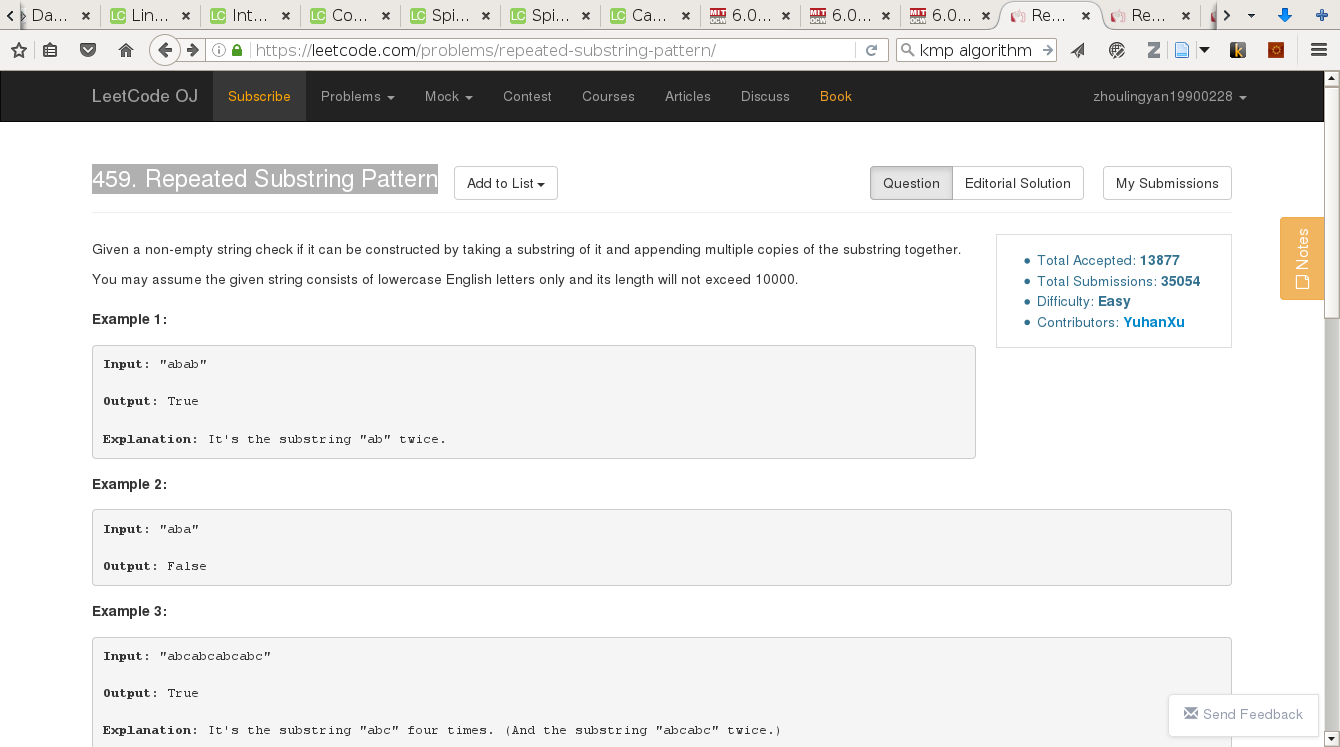 Da... Lin... Int... Co... Spi... Spi... Ca... 6.0... 6.0... 6.0... Re... Re...
https://leetcode.com/problems/repeated-substring-pattern/ kmp algorithm
LeetCode OJ Subscribe Problems Mock Contest Courses Articles Discuss Book zhoulingyan19900228
459. Repeated Substring Pattern Add to List Question Editorial Solution My Submissions
Given a non-empty string check if it can be constructed by taking a substring of it and appending multiple copies of the substring together.
You may assume the given string consists of lowercase English letters only and its length will not exceed 10000.
Total Accepted: 13877
Total Submissions: 35054
Difficulty: Easy
Contributors: YuhanXu
Notes
Example 1:
Input: "abab"
Output: True
Explanation: It's the substring "ab" twice.
Example 2:
Input: "aba"
Output: False
Example 3:
Input: "abcabcabcabc"
Output: True
Explanation: It's the substring "abc" four times. (And the substring "abcabc" twice.)
Send Feedback